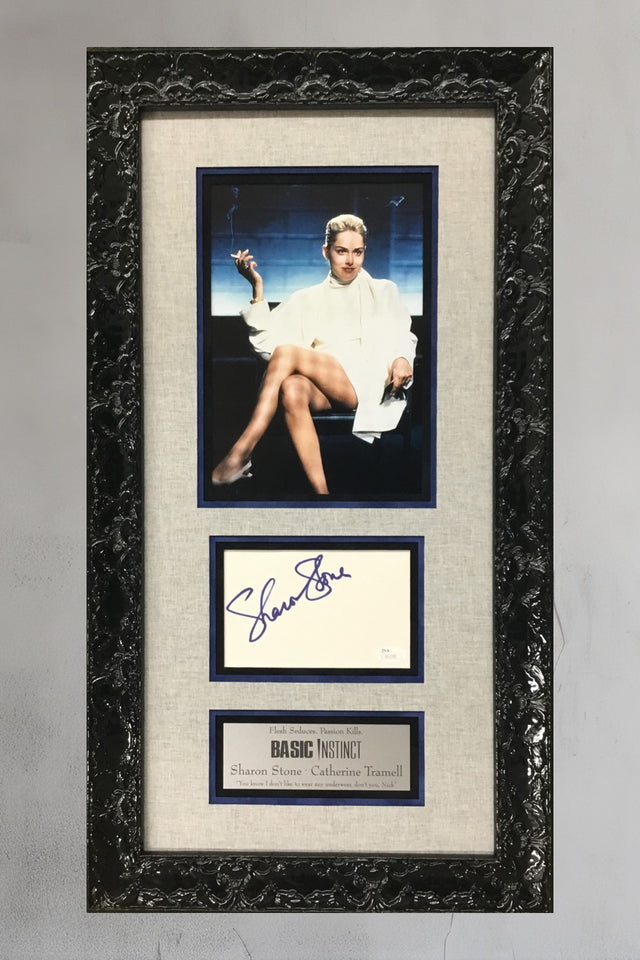 Sharon Stone
JSA
Flesh Seduces. Passion Kills.
BASIC INSTINCT
Sharon Stone · Catherine Tramell
"You know I don't like to wear any underwear, don't you, Nick"